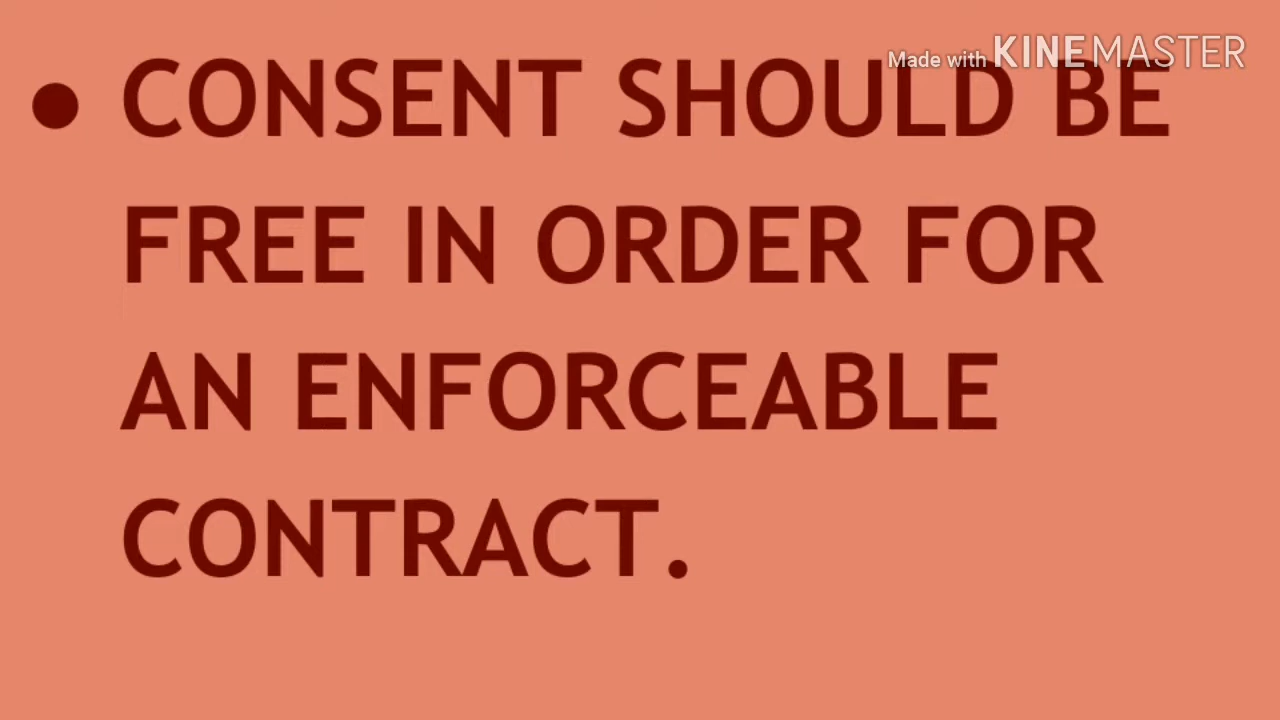 Made with KINEMASTER
• CONSENT SHOULD BE
FREE IN ORDER FOR
AN ENFORCEABLE
CONTRACT.